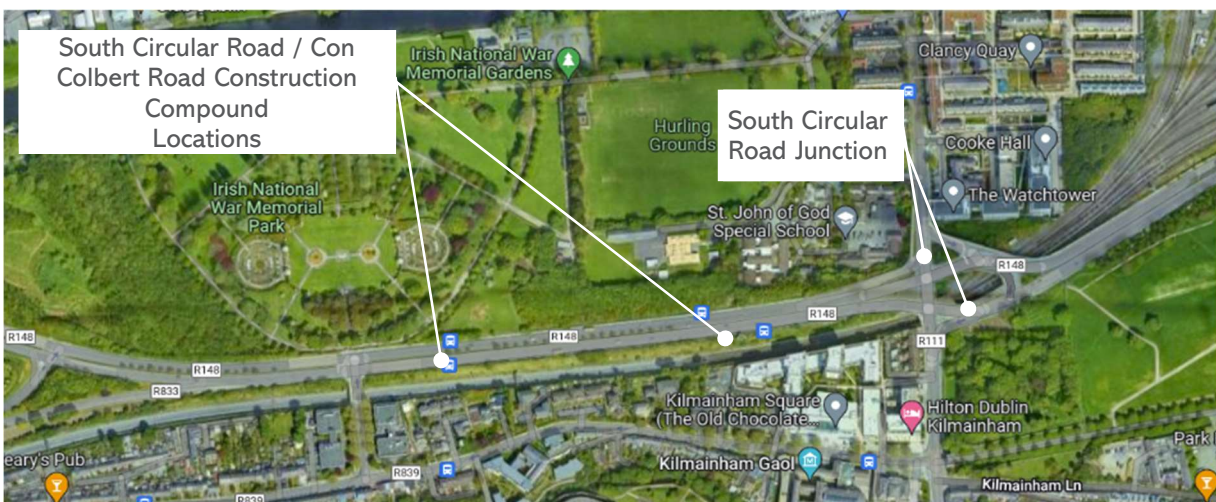 South Circular Road / Con
Colbert Road Construction
Compound
Locations
Irish National War
Memorial Gardens
Clancy Quay
Hurling
Grounds
South Circular
Road Junction
Cooke Hall
Irish National
War Memorial
Park
The Watchtower
St. John of God
Special School
R148
R148
R148
R148
R148
R111
R833
Kilmainham Square
(The Old Chocolate...
Hilton Dublin
Kilmainham
Park
eary's Pub
Kilmainham Gaol
R839
R839
Kilmainham Ln